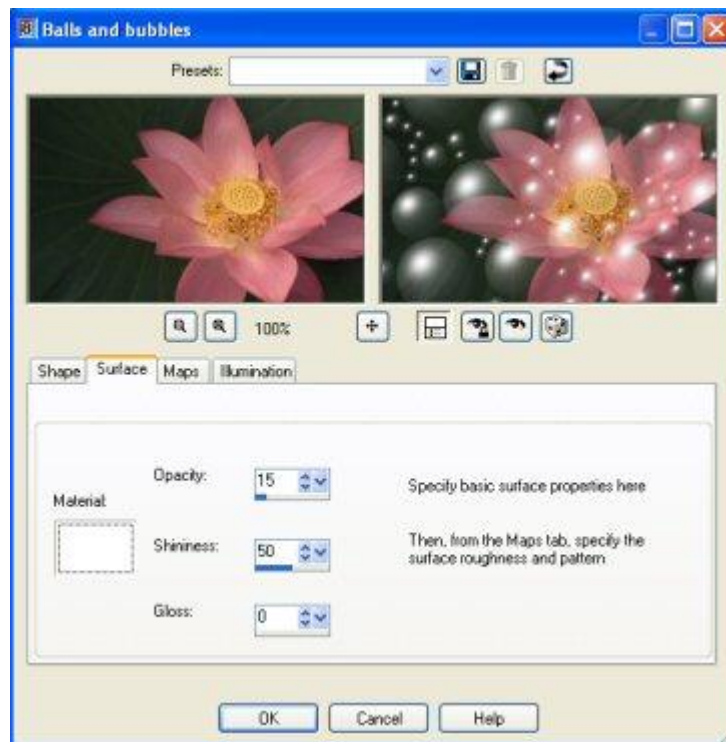 Balls and bubbles
Presets:
100%
Shape Surface Maps Illumination
Opacity: 15
Specify basic surface properties here
Material:
Shininess: 50
Then, from the Maps tab, specify the
surface roughness and pattern
Gloss: 0
OK Cancel Help